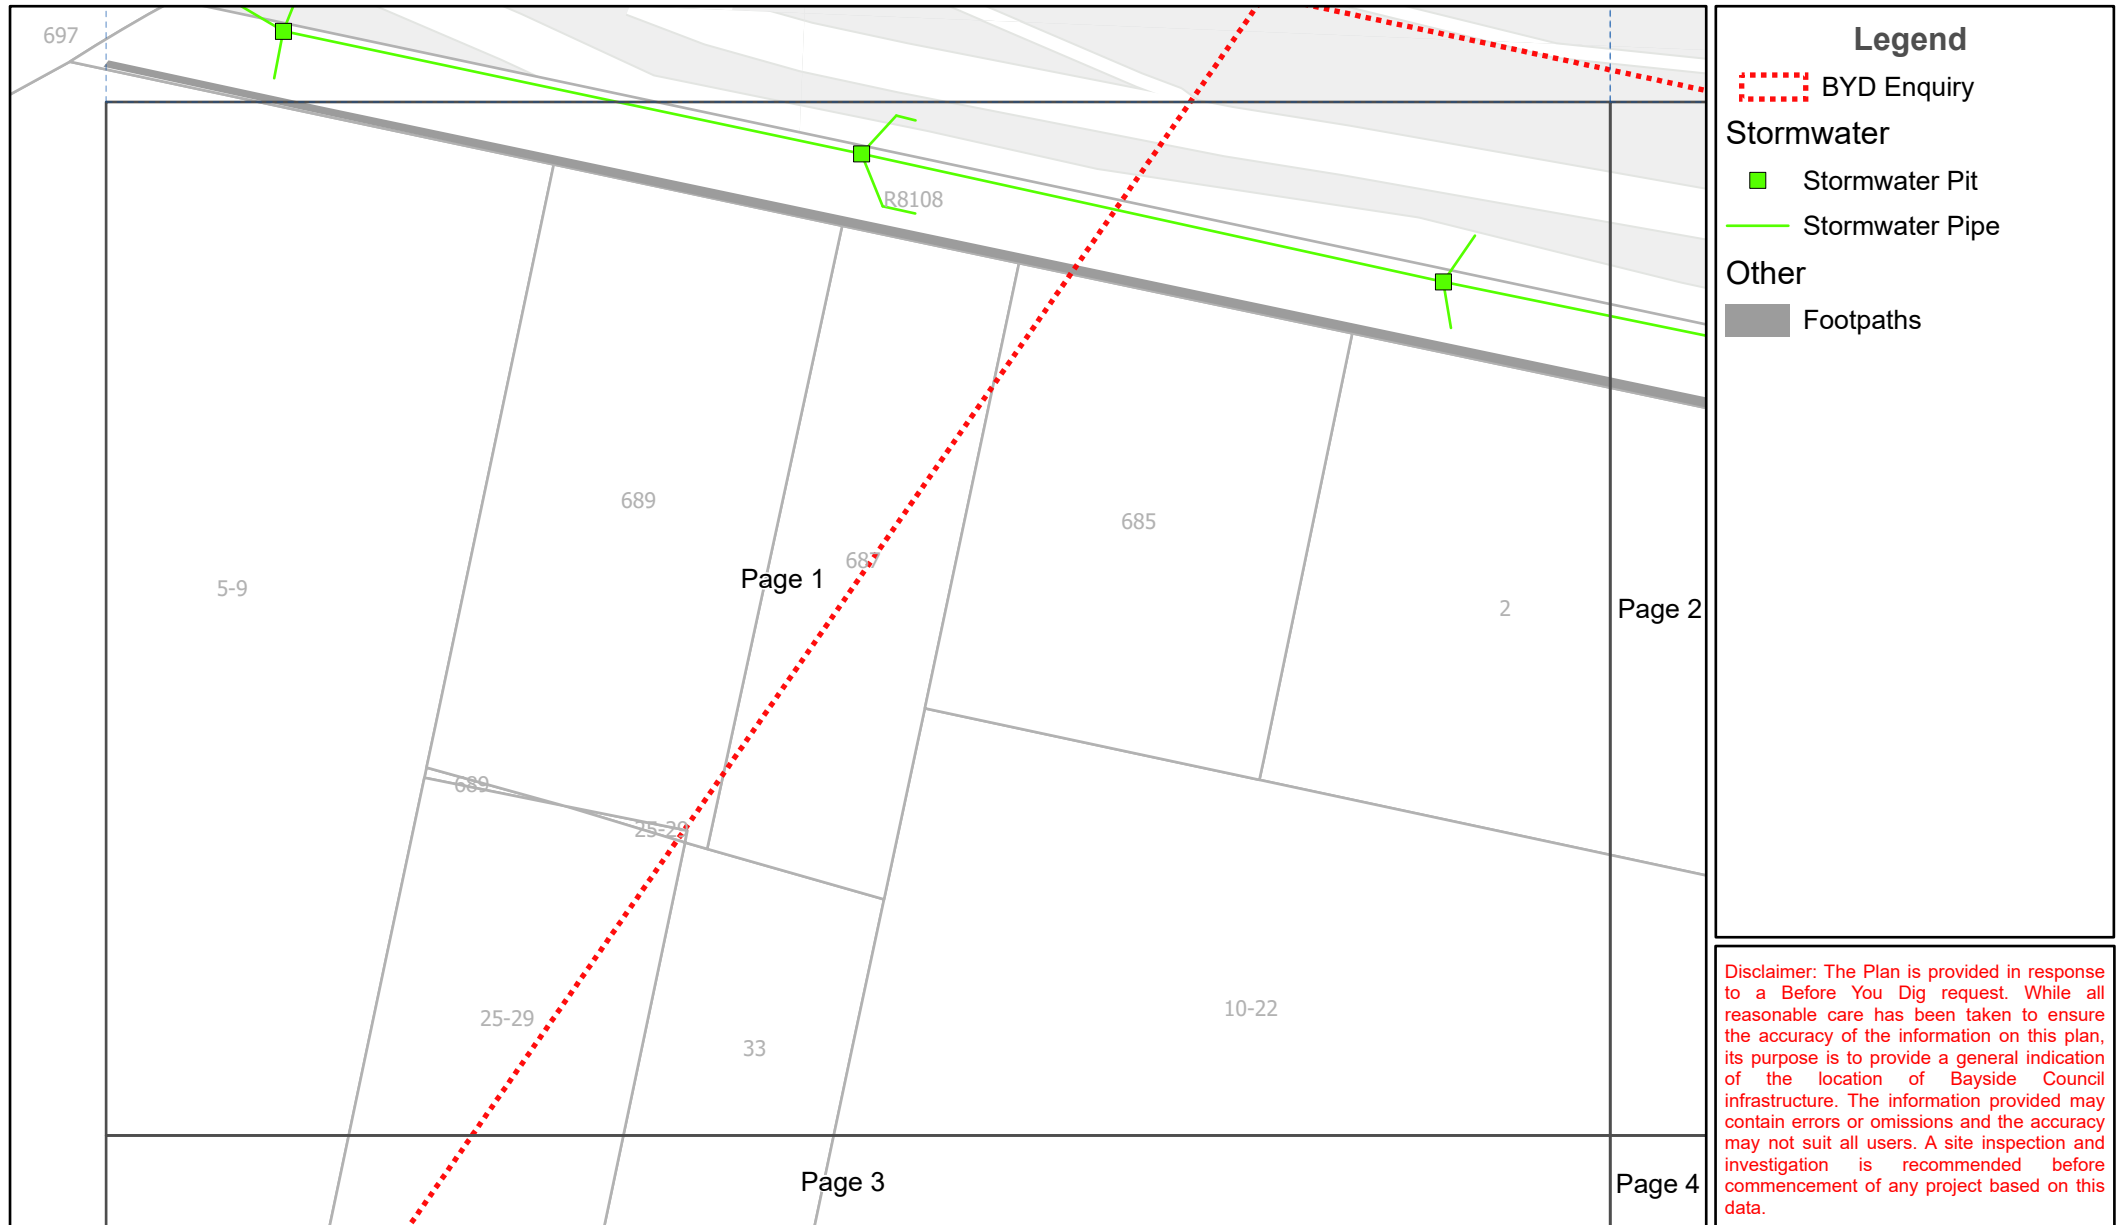 697
R8108
689
685
687
Page 1
5-9
2
Page 2
689
25-29
25-29
33
10-22
Page 3
Page 4
Legend
BYD Enquiry
Stormwater
Stormwater Pit
Stormwater Pipe
Other
Footpaths
Disclaimer: The Plan is provided in response
to a Before You Dig request. While all
reasonable care has been taken to ensure
the accuracy of the information on this plan,
its purpose is to provide a general indication
of the location of Bayside Council
infrastructure. The information provided may
contain errors or omissions and the accuracy
may not suit all users. A site inspection and
investigation is recommended before
commencement of any project based on this
data.